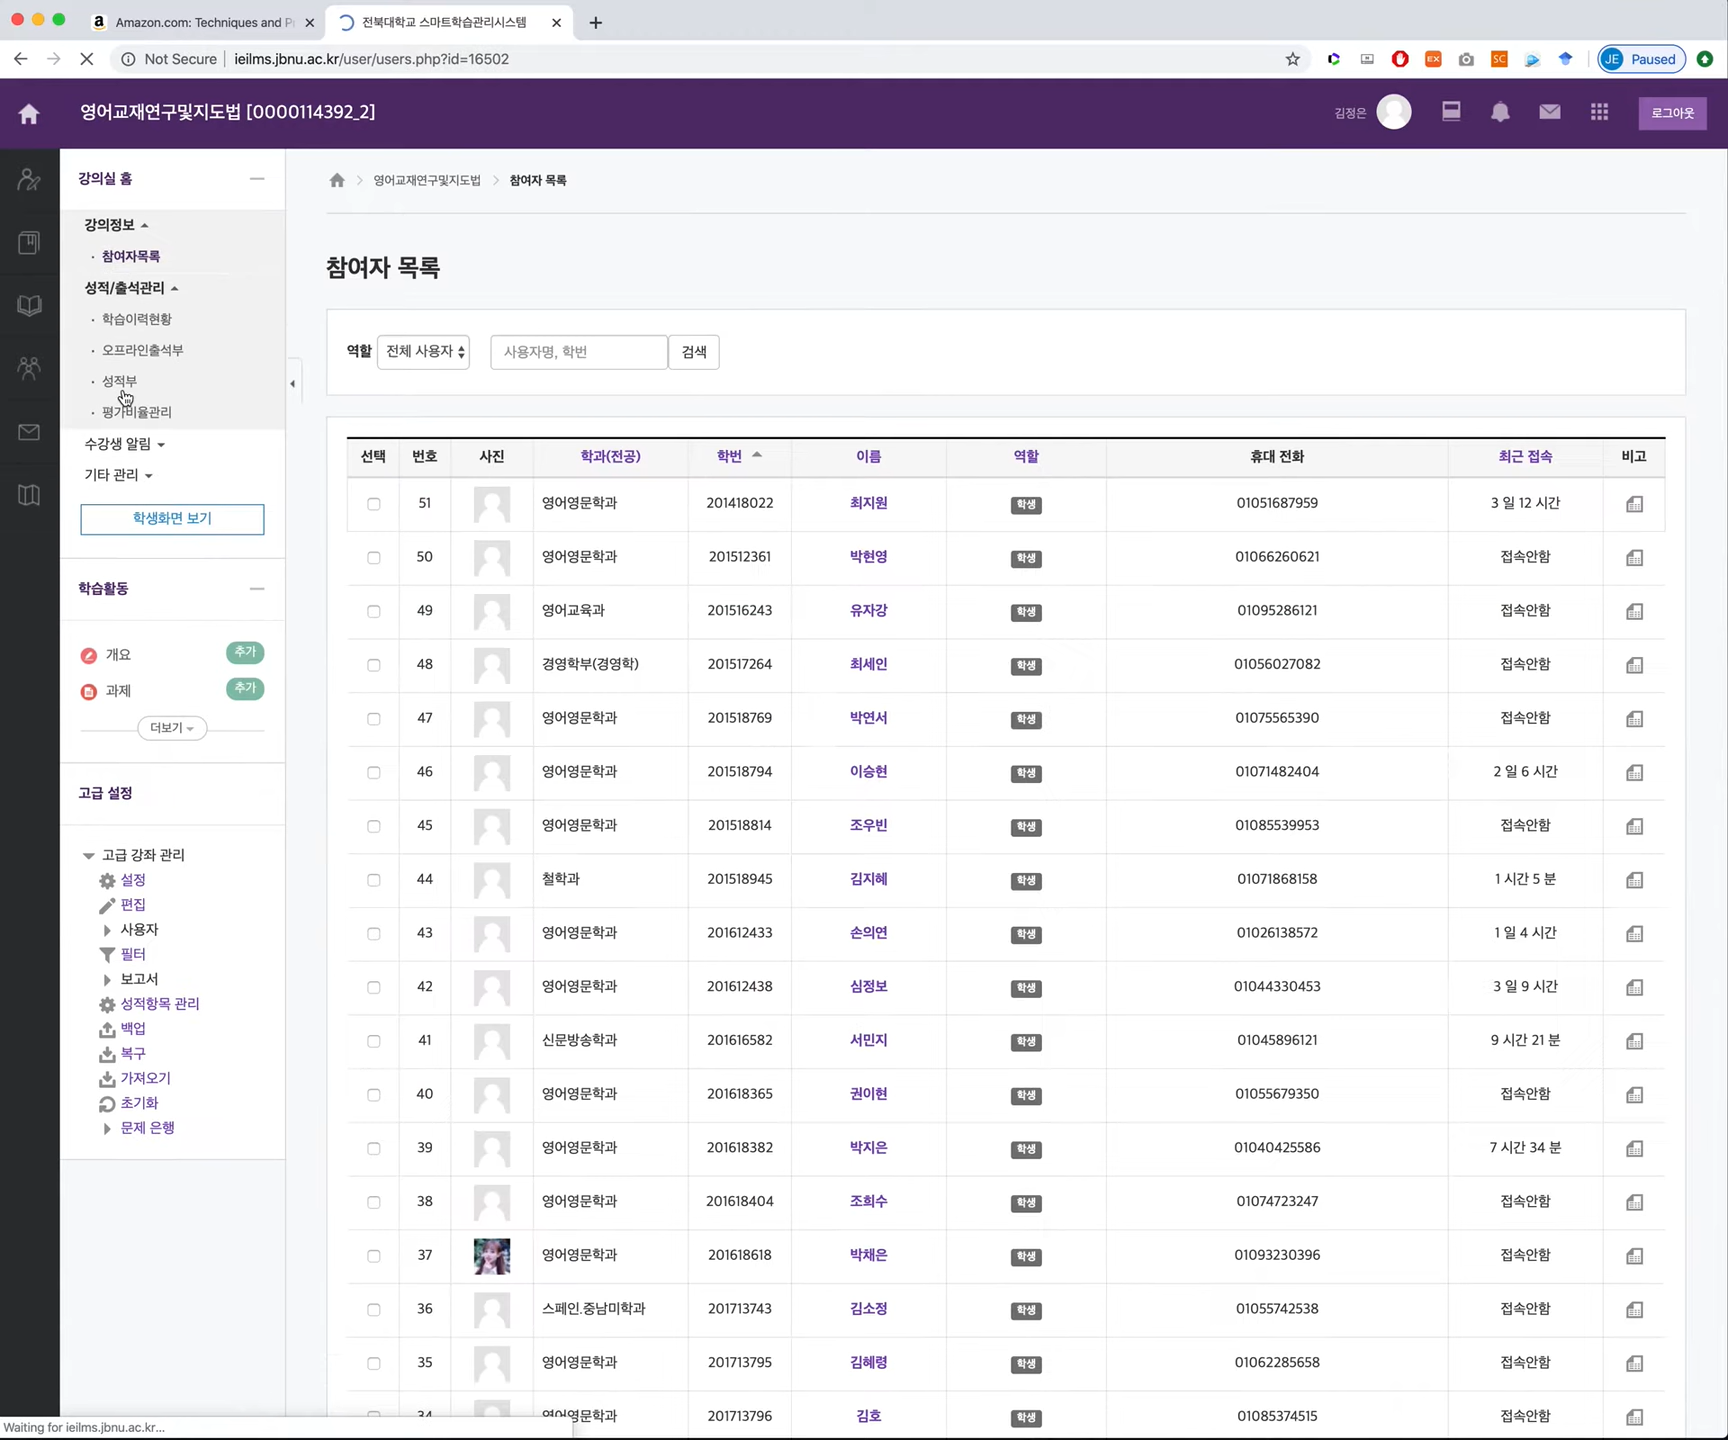 Amazon.com: Techniques and P
전북대학교 스마트학습관리시스템
Not Secure ieilms.jbnu.ac.kr/user/users.php?id=16502
EX SC JE Paused
영어교재연구및지도법 [0000114392_2]
김정은 로그아웃
강의실 홈
강의정보
참여자목록
성적/출석관리
학습이력현황
오프라인출석부
성적부
평가비율관리
수강생 알림
기타 관리
학생화면 보기
학습활동
개요 추가
과제 추가
더보기
고급 설정
고급 강좌 관리
설정
편집
사용자
필터
보고서
성적항목 관리
백업
복구
가져오기
초기화
문제 은행
영어교재연구및지도법 참여자 목록
참여자 목록
역할 전체 사용자 사용자명, 학번 검색
선택 번호 사진 학과(전공) 학번 이름 역할 휴대 전화 최근 접속 비고
51 영어영문학과 201418022 최지원 학생 01051687959 3 일 12 시간
50 영어영문학과 201512361 박현영 학생 01066260621 접속안함
49 영어교육과 201516243 유자강 학생 01095286121 접속안함
48 경영학부(경영학) 201517264 최세인 학생 01056027082 접속안함
47 영어영문학과 201518769 박연서 학생 01075565390 접속안함
46 영어영문학과 201518794 이승현 학생 01071482404 2 일 6 시간
45 영어영문학과 201518814 조우빈 학생 01085539953 접속안함
44 철학과 201518945 김지혜 학생 01071868158 1 시간 5 분
43 영어영문학과 201612433 손의연 학생 01026138572 1 일 4 시간
42 영어영문학과 201612438 심정보 학생 01044330453 3 일 9 시간
41 신문방송학과 201616582 서민지 학생 01045896121 9 시간 21 분
40 영어영문학과 201618365 권이현 학생 01055679350 접속안함
39 영어영문학과 201618382 박지은 학생 01040425586 7 시간 34 분
38 영어영문학과 201618404 조희수 학생 01074723247 접속안함
37 영어영문학과 201618618 박채은 학생 01093230396 접속안함
36 스페인.중남미학과 201713743 김소정 학생 01055742538 접속안함
35 영어영문학과 201713795 김혜령 학생 01062285658 접속안함
34 영어영문학과 201713796 김호 학생 01085374515 접속안함
Waiting for ieilms.jbnu.ac.kr...